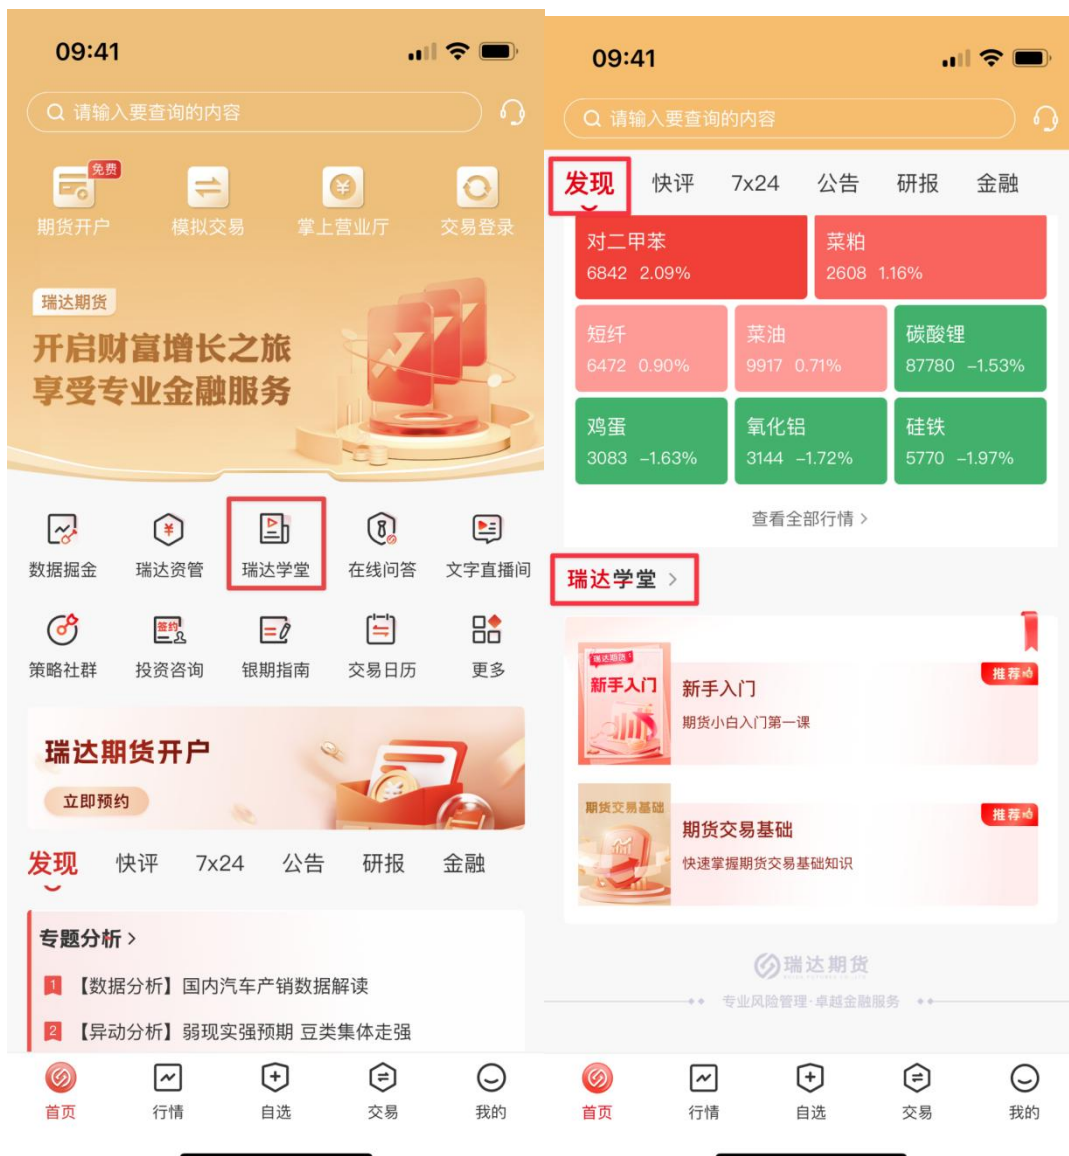 09:41
请输入要查询的内容
免费
期货开户
模拟交易
掌上营业厅
交易登录
瑞达期货
开启财富增长之旅
享受专业金融服务
数据掘金
瑞达资管
瑞达学堂
在线问答
文字直播间
签约
策略社群
投资咨询
银期指南
交易日历
更多
瑞达期货开户
立即预约
发现 快评 7x24 公告 研报 金融
专题分析 >
1 【数据分析】国内汽车产销数据解读
2 【异动分析】弱现实强预期 豆类集体走强
首页 行情 自选 交易 我的
09:41
请输入要查询的内容
发现 快评 7x24 公告 研报 金融
对二甲苯
6842 2.09%
菜粕
2608 1.16%
短纤
6472 0.90%
菜油
9917 0.71%
碳酸锂
87780 -1.53%
鸡蛋
3083 -1.63%
氧化铝
3144 -1.72%
硅铁
5770 -1.97%
查看全部行情 >
瑞达学堂 >
瑞达期货
新手入门
新手入门
期货小白入门第一课
推荐
期货交易基础
期货交易基础
快速掌握期货交易基础知识
推荐
瑞达期货
专业风险管理·卓越金融服务
首页 行情 自选 交易 我的